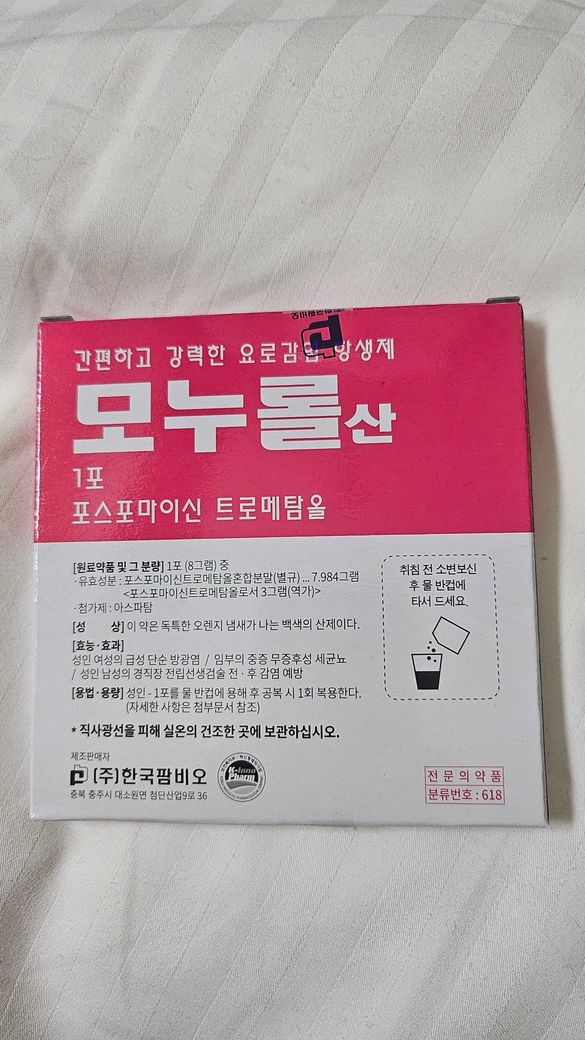 간편하고 강력한 요로감염 항생제
모누롤산
1포
포스포마이신 트로메탐올
[원료약품 및 그 분량] 1포 (8그램) 중
·유효성분 : 포스포마이신트로메탐올혼합분말(별규) ... 7.984그램
<포스포마이신트로메탐올로서 3그램(역가)>
·첨가제 : 아스파탐
[성 상] 이 약은 독특한 오렌지 냄새가 나는 백색의 산제이다.
[효능·효과]
성인 여성의 급성 단순 방광염 / 임부의 중증 무증후성 세균뇨
/ 성인 남성의 경직장 전립선생검술 전·후 감염 예방
[용법·용량] 성인 - 1포를 물 반컵에 용해 후 공복 시 1회 복용한다.
(자세한 사항은 첨부문서 참조)
* 직사광선을 피해 실온의 건조한 곳에 보관하십시오.
취침 전 소변보신
후 물 반컵에
타서 드세요.
제조판매자
(주)한국팜비오
충북 충주시 대소원면 첨단산업9로 36
K-Inno
Pharm
전문의약품
분류번호 : 618